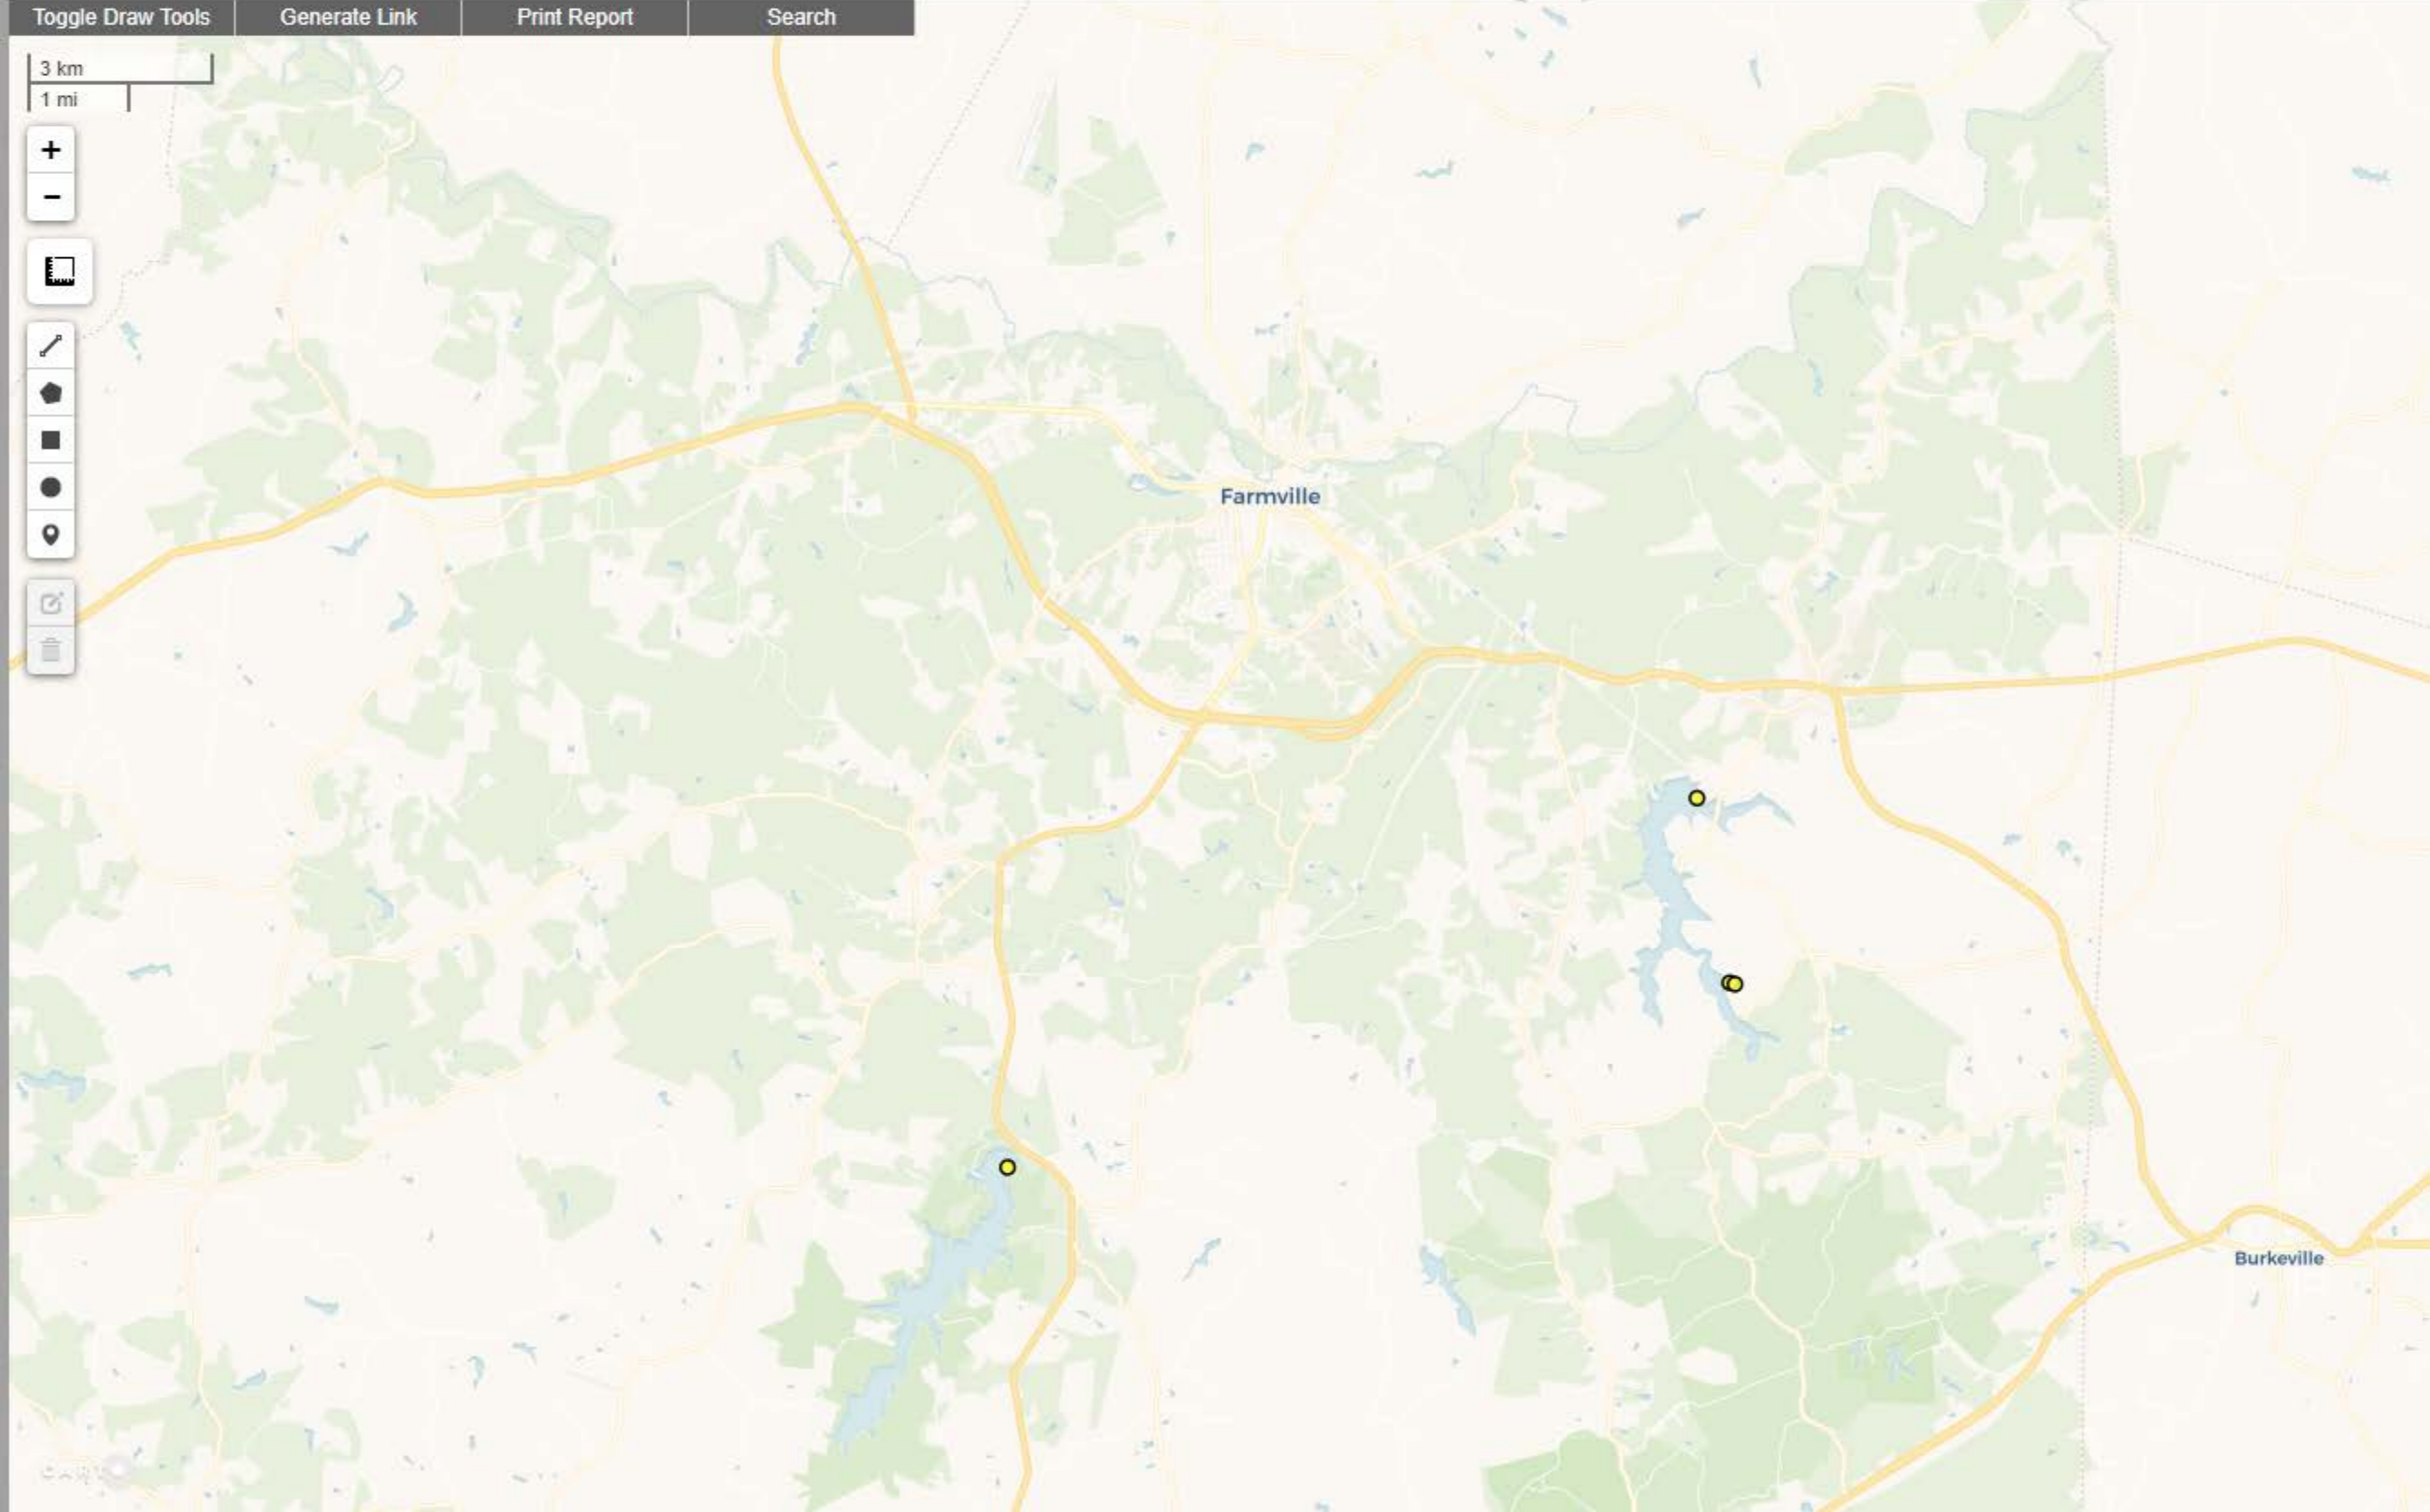 Toggle Draw Tools Generate Link Print Report Search
3 km
1 mi
+
−
Farmville
Burkeville